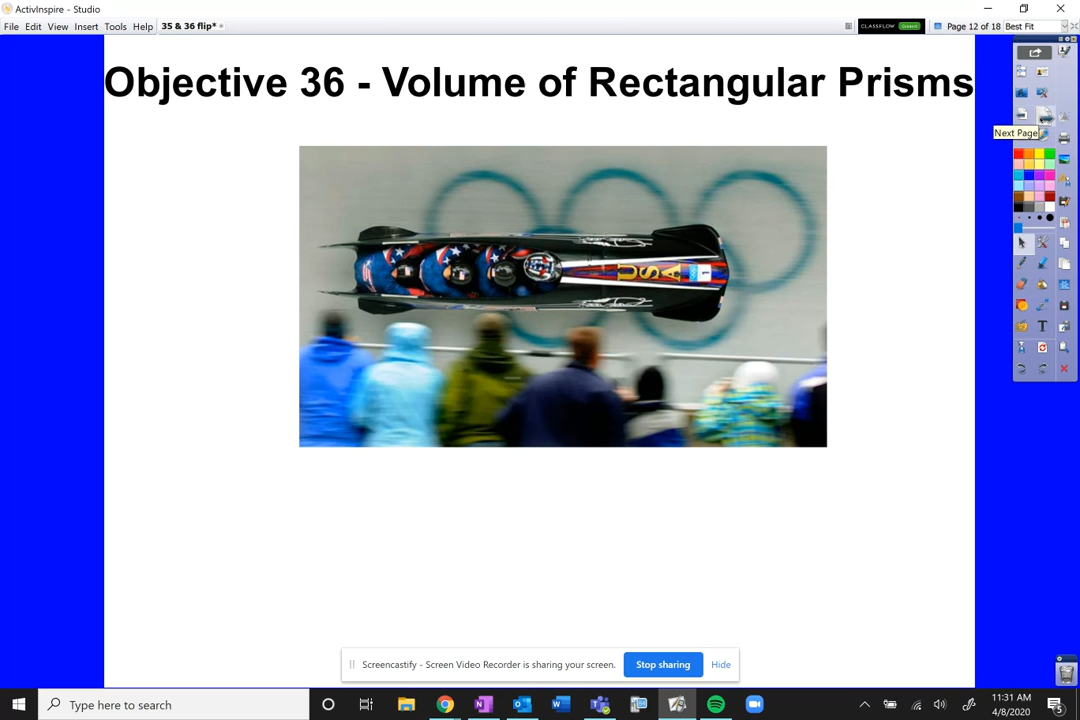 ActivInspire - Studio
File Edit View Insert Tools Help 35 & 36 flip* CLASSFLOW Page 12 of 18 Best Fit
Objective 36 - Volume of Rectangular Prisms
Next Page
USA 1
Screencastify - Screen Video Recorder is sharing your screen. Stop sharing Hide
Type here to search
11:31 AM
4/8/2020
5